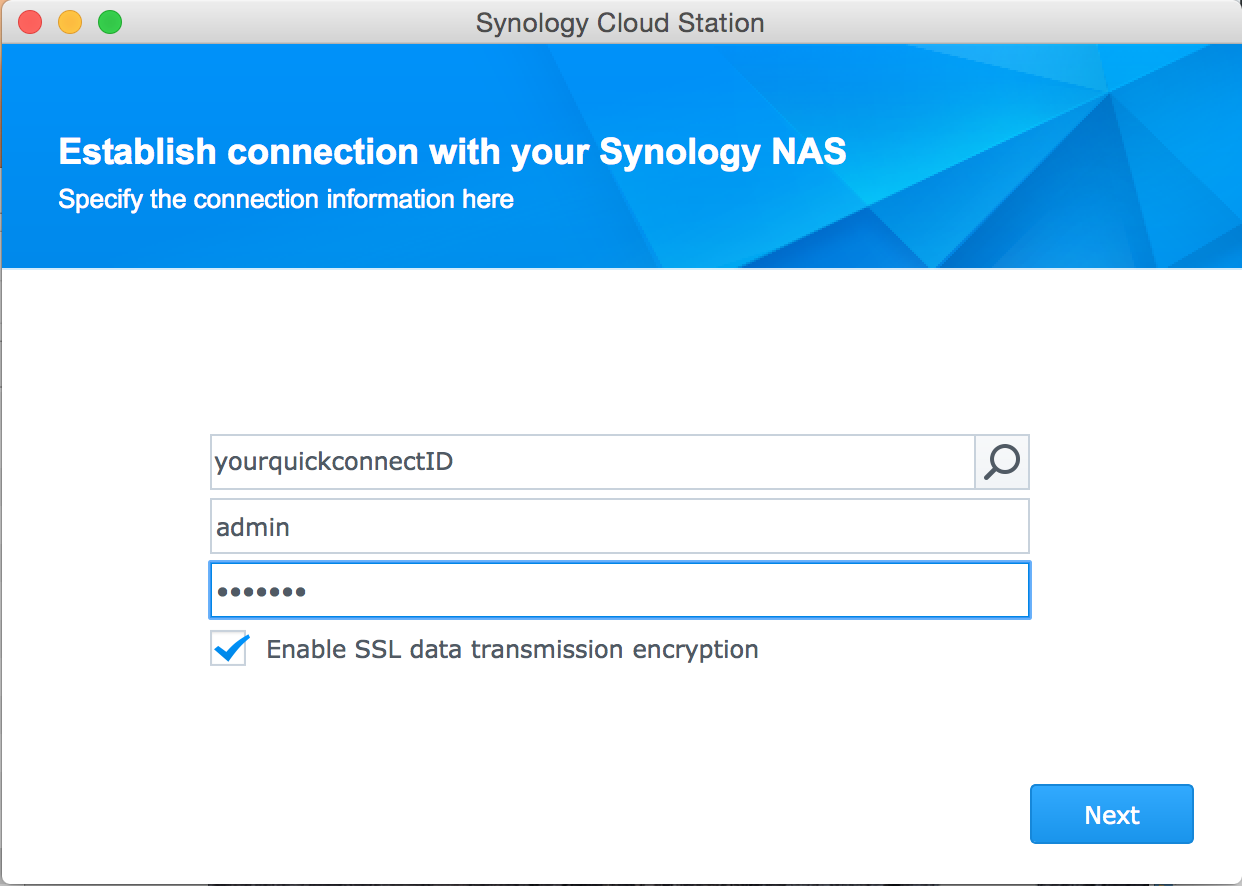 Synology Cloud Station
Establish connection with your Synology NAS
Specify the connection information here
yourquickconnectID
admin
•••••••
Enable SSL data transmission encryption
Next